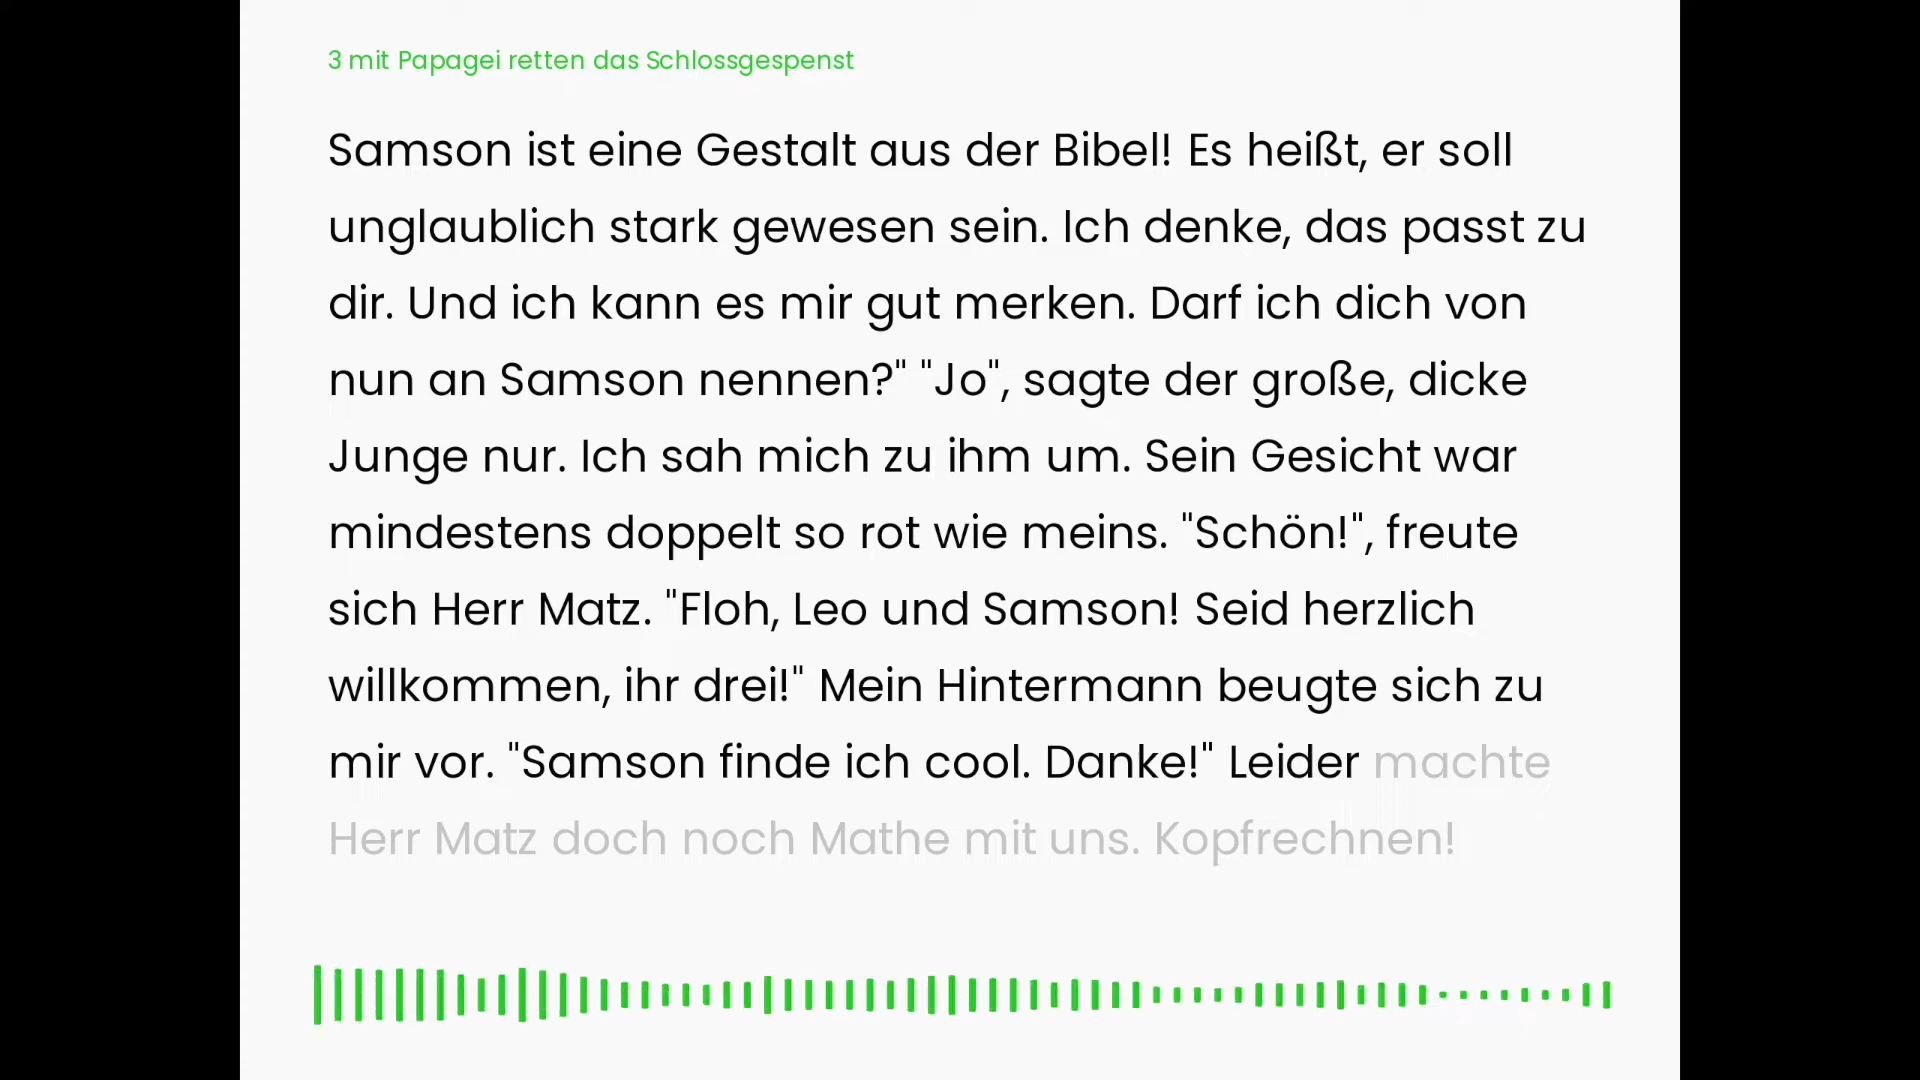 3 mit Papagei retten das Schlossgespenst
Samson ist eine Gestalt aus der Bibel! Es heißt, er soll
unglaublich stark gewesen sein. Ich denke, das passt zu
dir. Und ich kann es mir gut merken. Darf ich dich von
nun an Samson nennen?" "Jo", sagte der große, dicke
Junge nur. Ich sah mich zu ihm um. Sein Gesicht war
mindestens doppelt so rot wie meins. "Schön!", freute
sich Herr Matz. "Floh, Leo und Samson! Seid herzlich
willkommen, ihr drei!" Mein Hintermann beugte sich zu
mir vor. "Samson finde ich cool. Danke!" Leider machte
Herr Matz doch noch Mathe mit uns. Kopfrechnen!